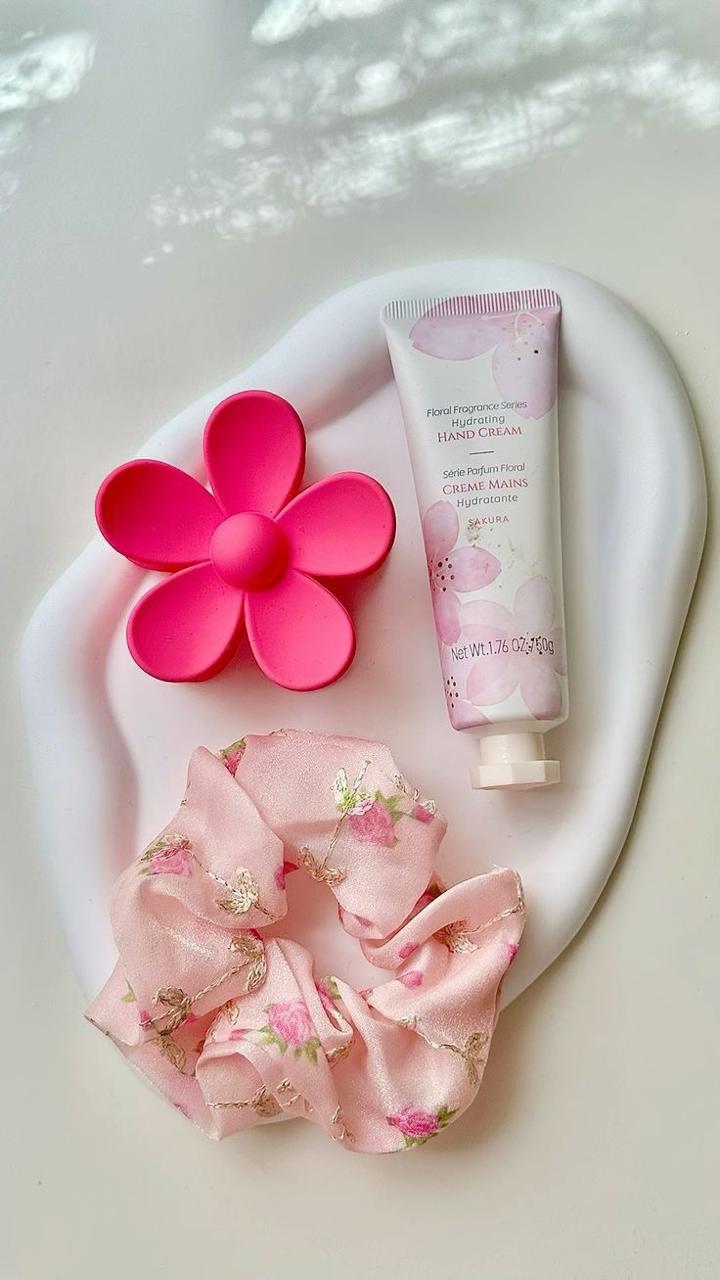 Floral Fragrance Series
Hydrating
HAND CREAM
Série Parfum Floral
CREME MAINS
Hydratante
SAKURA
Net Wt.1.76 OZ./50g